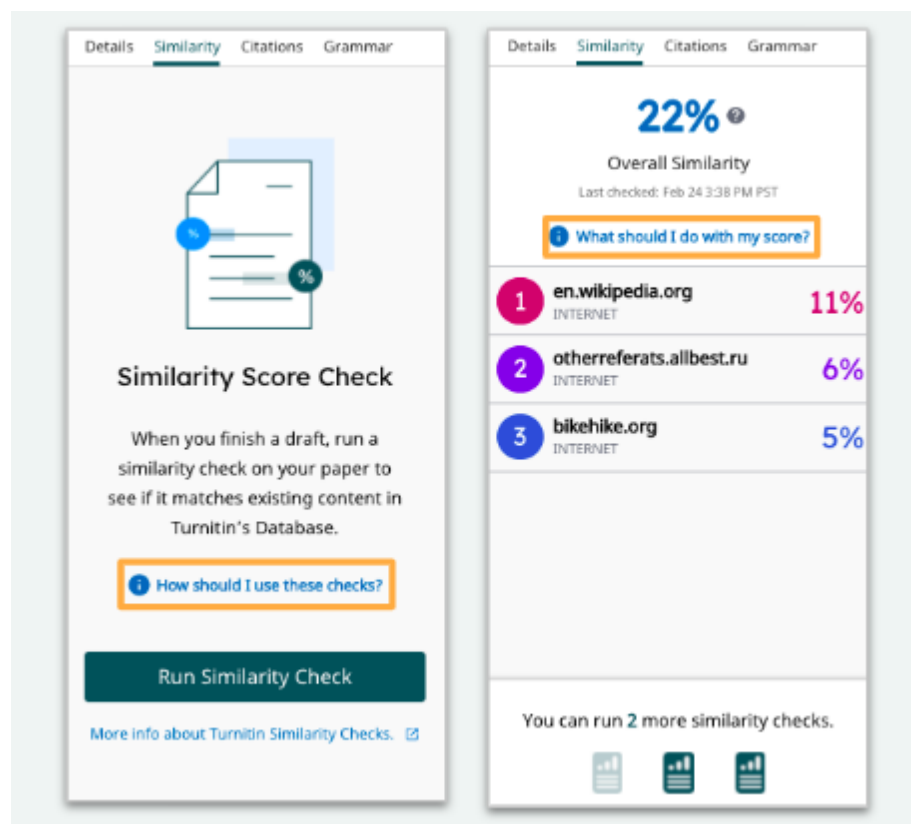 Details Similarity Citations Grammar
%
%
Similarity Score Check
When you finish a draft, run a
similarity check on your paper to
see if it matches existing content in
Turnitin's Database.
How should I use these checks?
Run Similarity Check
More info about Turnitin Similarity Checks.
Details Similarity Citations Grammar
22% ?
Overall Similarity
Last checked: Feb 24 3:38 PM PST
What should I do with my score?
1 en.wikipedia.org 11%
INTERNET
2 otherreferats.allbest.ru 6%
INTERNET
3 bikehike.org 5%
INTERNET
You can run 2 more similarity checks.